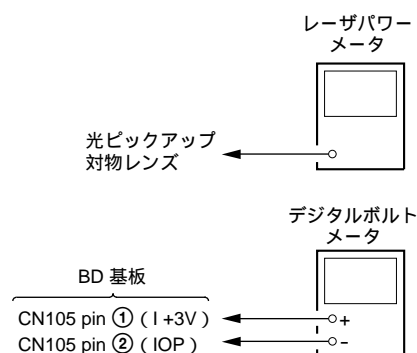 レーザパワー
メータ
光ピックアップ
対物レンズ
デジタルボルト
メータ
BD 基板
CN105 pin ① ( I +3V )
CN105 pin ② ( IOP )
+
−